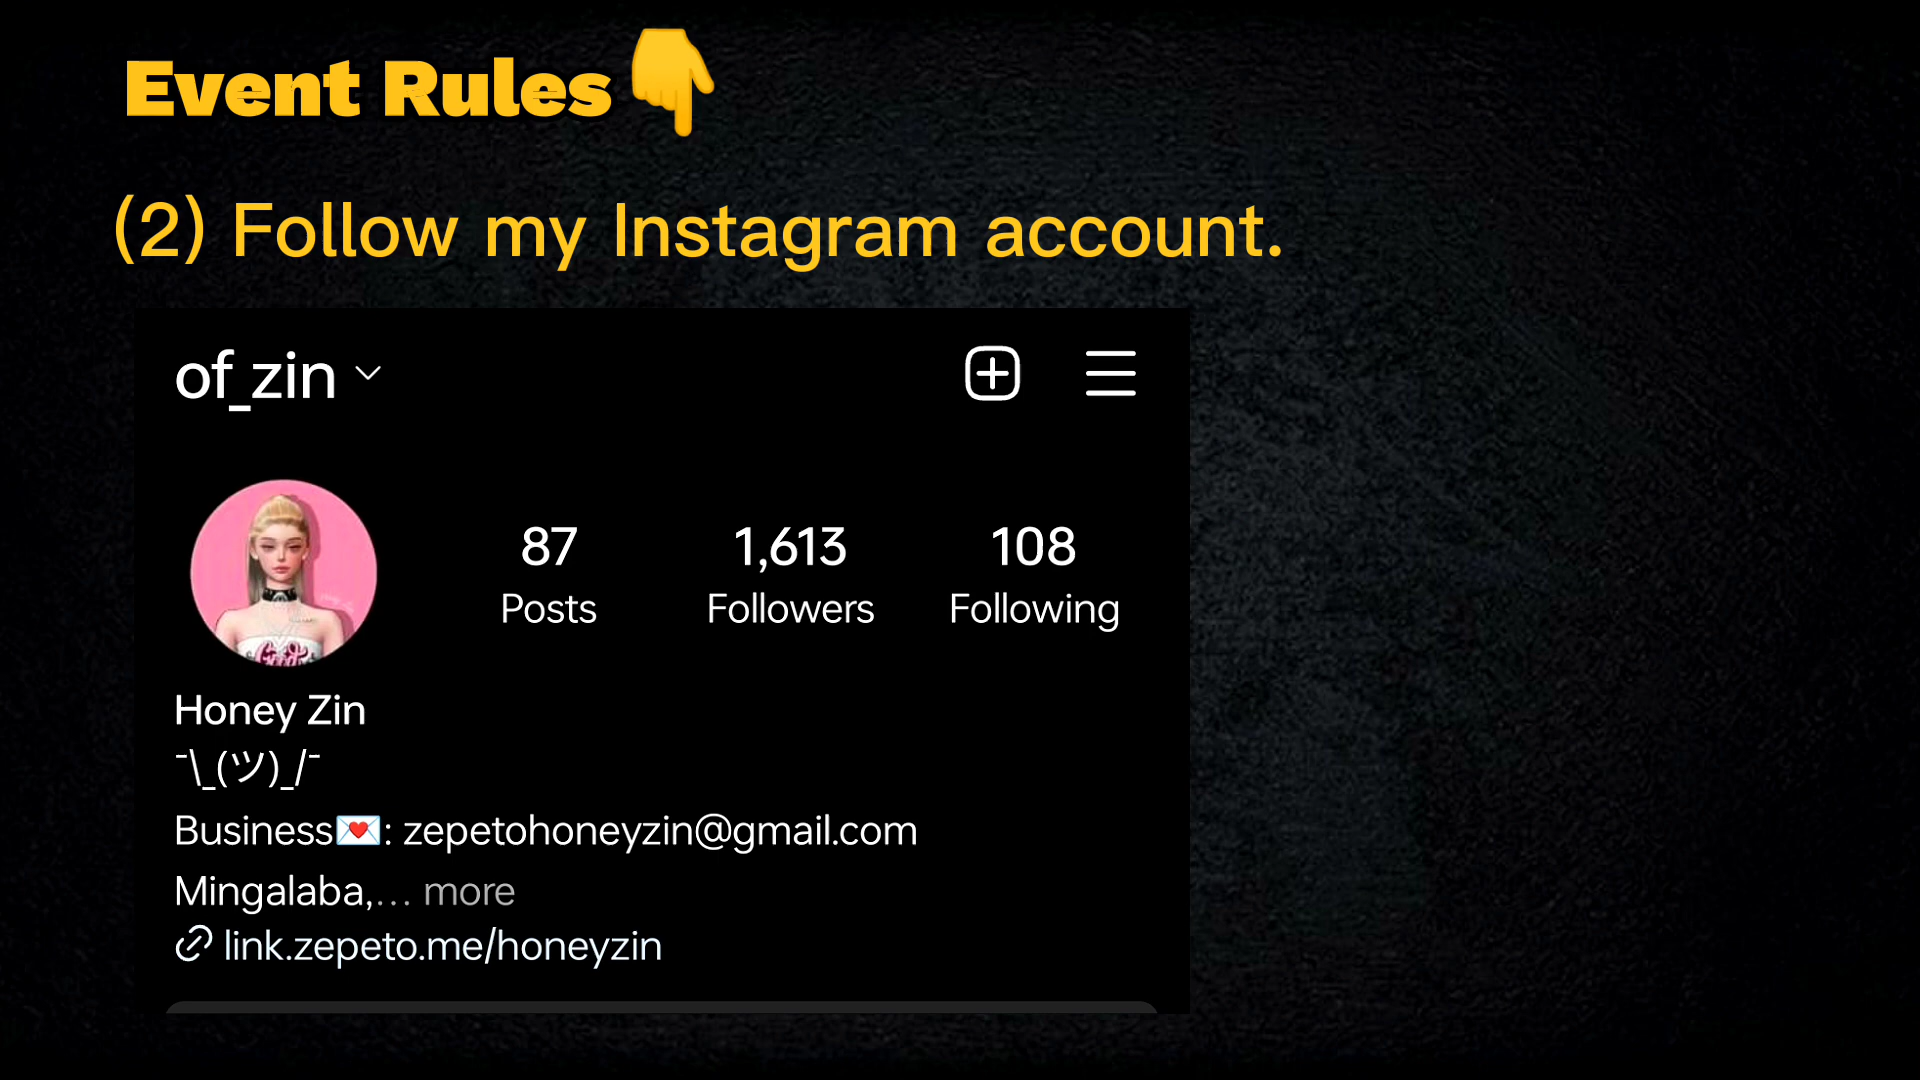 Event Rules👇
(2) Follow my Instagram account.
of_zin
87 1,613 108
Posts Followers Following
Honey Zin
¯\_(ツ)_/¯
Business💌: zepetohoneyzin@gmail.com
Mingalaba,... more
link.zepeto.me/honeyzin